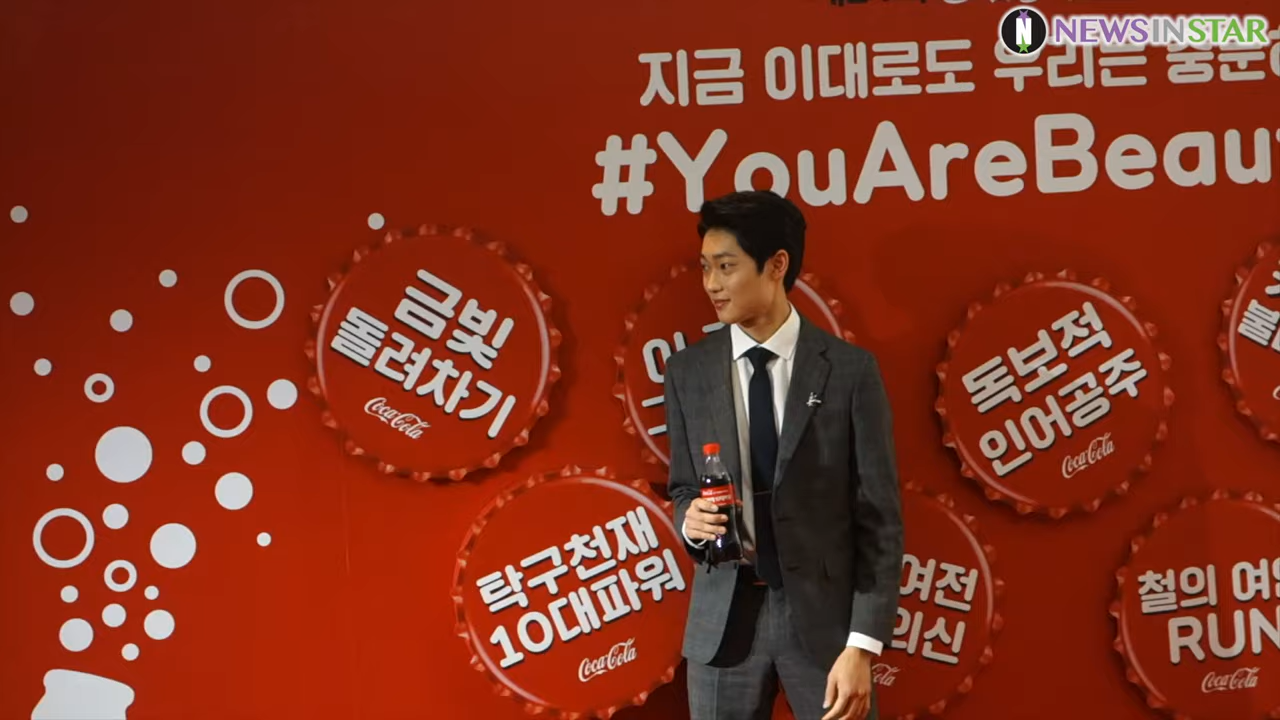 NEWSINSTAR
지금 이대로도 우리는
#YouAreBeau
금빛
돌려차기
Coca-Cola
독보적
인어공주
Coca-Cola
탁구천재
10대파워
Coca-Cola
여전
의신
철의 여
RUN
Coca-Cola